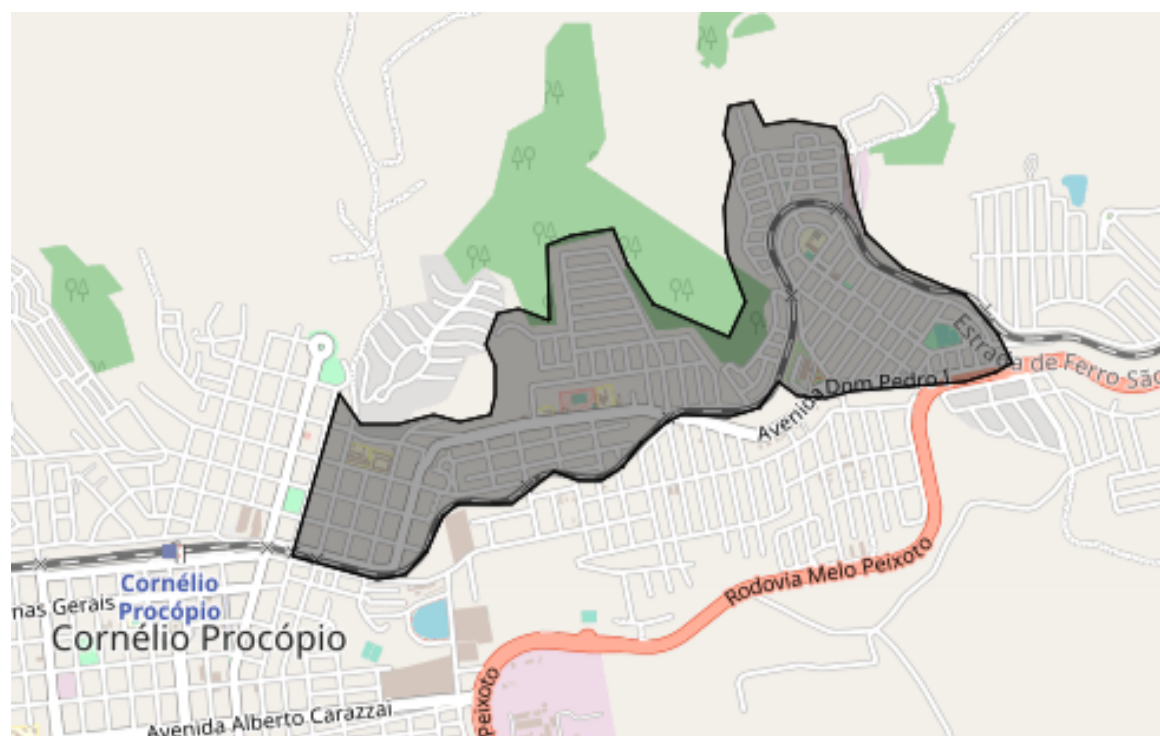 Estrada de Ferro São
Avenida Dom Pedro I
Rodovia Melo Peixoto
Cornélio
Procópio
nas Gerais
Cornélio Procópio
Peixoto
Avenida Alberto Carazzai